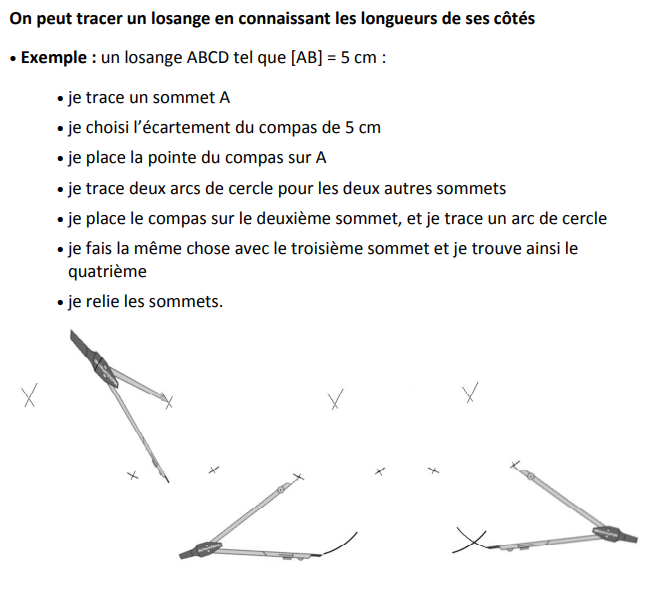 On peut tracer un losange en connaissant les longueurs de ses côtés
• Exemple : un losange ABCD tel que [AB] = 5 cm :
• je trace un sommet A
• je choisi l’écartement du compas de 5 cm
• je place la pointe du compas sur A
• je trace deux arcs de cercle pour les deux autres sommets
• je place le compas sur le deuxième sommet, et je trace un arc de cercle
• je fais la même chose avec le troisième sommet et je trouve ainsi le
quatrième
• je relie les sommets.